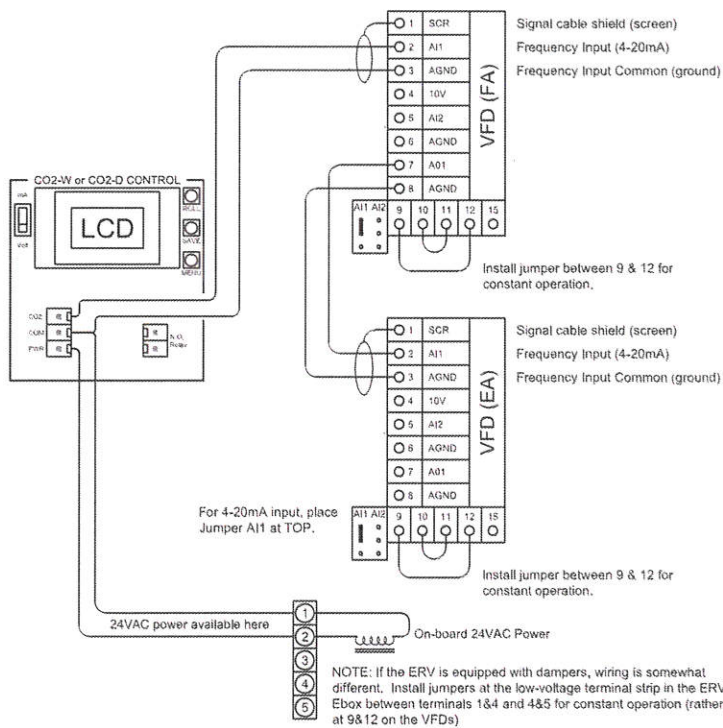 1 SCR Signal cable shield (screen)
2 AI1 Frequency Input (4-20mA)
3 AGND Frequency Input Common (ground)
4 10V
5 AI2
6 AGND
7 A01
8 AGND
VFD (FA)
AI1 AI2
9 10 11 12 15
Install jumper between 9 & 12 for
constant operation.
CO2-W or CO2-D CONTROL
mA
Volt
LCD
SAVE
MENU
CO2
COM
PWR
N.O.
Relay
1 SCR Signal cable shield (screen)
2 AI1 Frequency Input (4-20mA)
3 AGND Frequency Input Common (ground)
4 10V
5 AI2
6 AGND
7 A01
8 AGND
VFD (EA)
For 4-20mA input, place
Jumper AI1 at TOP.
AI1 AI2
9 10 11 12 15
Install jumper between 9 & 12 for
constant operation.
24VAC power available here
1
2
3
4
5
On-board 24VAC Power
NOTE: If the ERV is equipped with dampers, wiring is somewhat
different. Install jumpers at the low-voltage terminal strip in the ERV
Ebox between terminals 1&4 and 4&5 for constant operation (rather
at 9&12 on the VFDs)